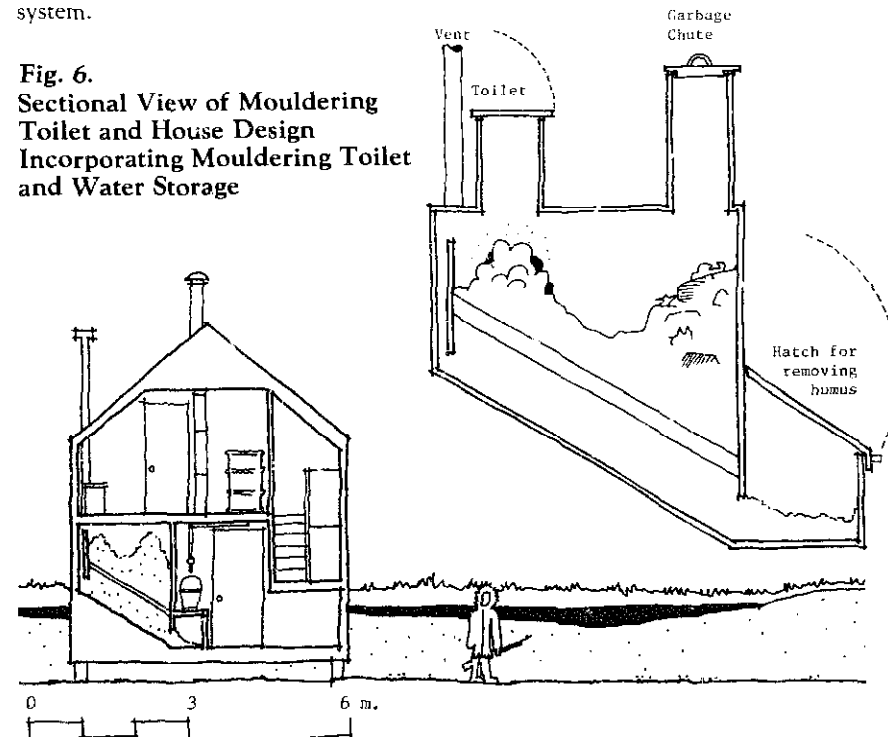 system.
Fig. 6.
Sectional View of Mouldering
Toilet and House Design
Incorporating Mouldering Toilet
and Water Storage
Vent
Toilet
Garbage
Chute
Hatch for
removing
humus
0 3 6 m.